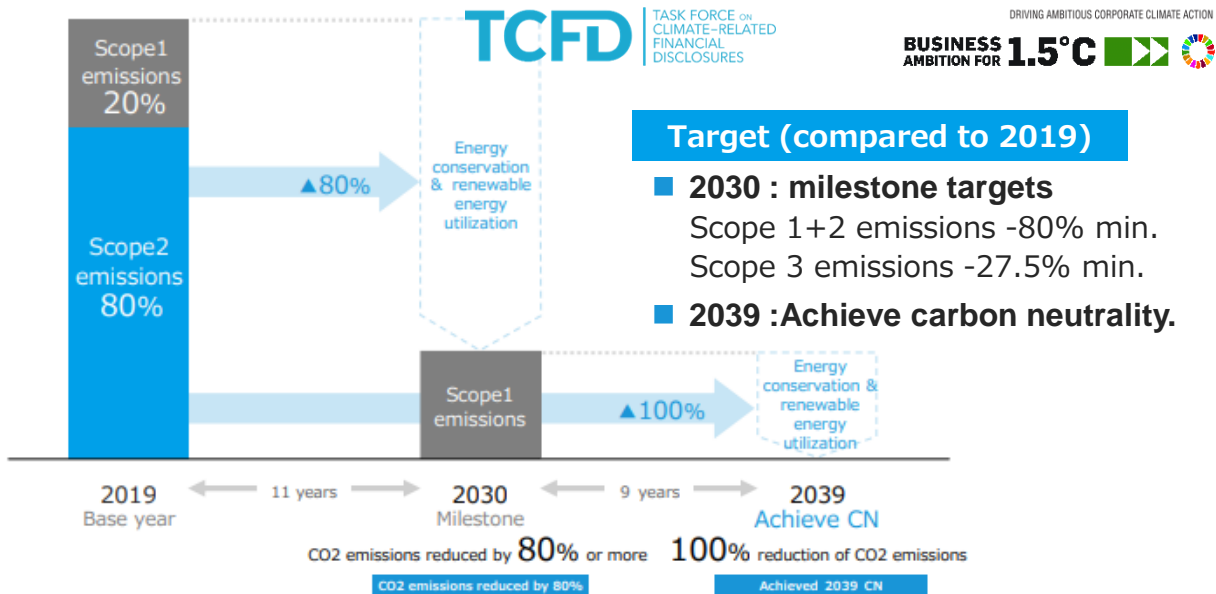 TCFD
TASK FORCE ON
CLIMATE-RELATED
FINANCIAL
DISCLOSURES
DRIVING AMBITIOUS CORPORATE CLIMATE ACTION
BUSINESS
AMBITION FOR 1.5°C
Scope1
emissions
20%
Scope2
emissions
80%
▲80%
Energy
conservation
& renewable
energy
utilization
Target (compared to 2019)
■ 2030 : milestone targets
Scope 1+2 emissions -80% min.
Scope 3 emissions -27.5% min.
■ 2039 :Achieve carbon neutrality.
Scope1
emissions
▲100%
Energy
conservation &
renewable
energy
utilization
2019
Base year
11 years
2030
Milestone
9 years
2039
Achieve CN
CO2 emissions reduced by 80% or more
100% reduction of CO2 emissions
CO2 emissions reduced by 80%
Achieved 2039 CN